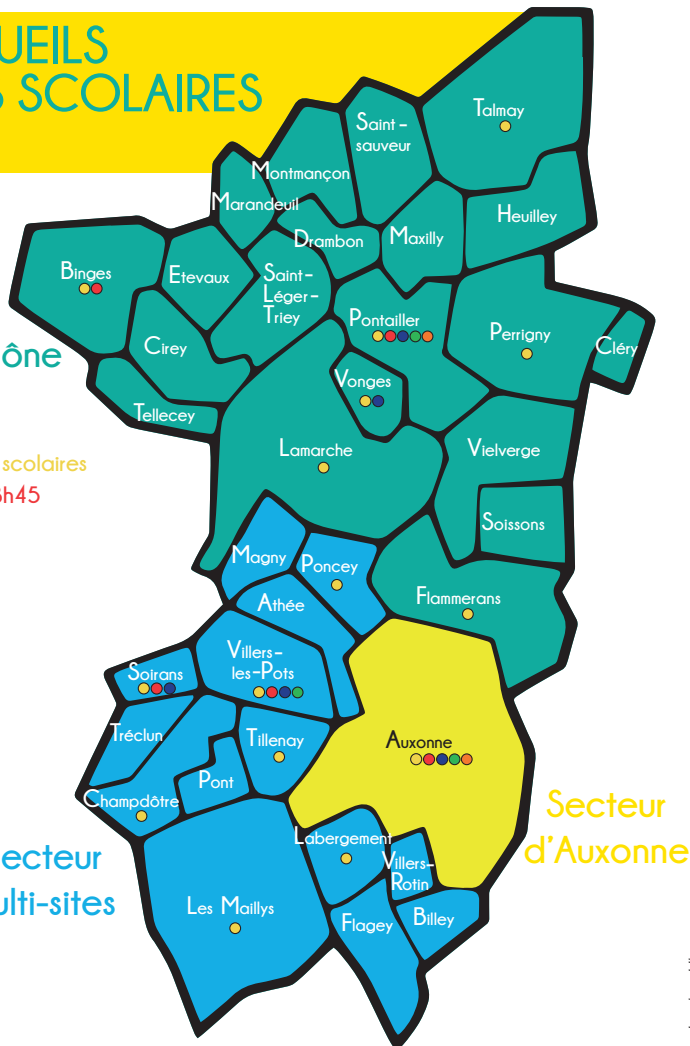 UEILS
S SCOLAIRES
Talmay
Saint-
sauveur
Montmançon
Marandeuil
Heuilley
Drambon
Maxilly
Binges
Etevaux
Saint-
Léger-
Triey
Pontailler
Perrigny
Cléry
Cirey
ône
Vonges
Tellecey
Lamarche
Vielverge
scolaires
8h45
Soissons
Magny
Poncey
Athée
Flammerans
Villers-
les-Pots
Soirans
Tréclun
Tillenay
Auxonne
Pont
Champdôtre
Secteur
d'Auxonne
Labergement
Villers-
Rotin
ecteur
ulti-sites
Les Maillys
Flagey
Billey